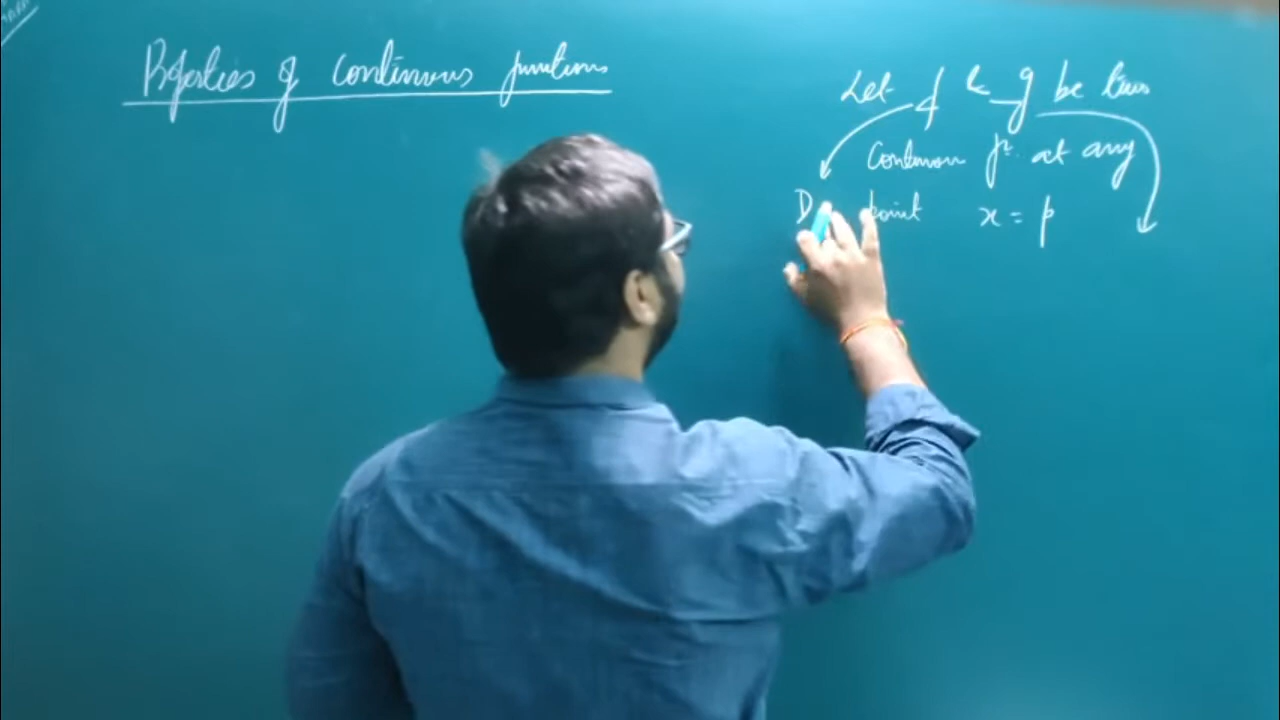 Properties of continuous functions
Let f & g be two
Continuous fⁿ. at any
D point x = p